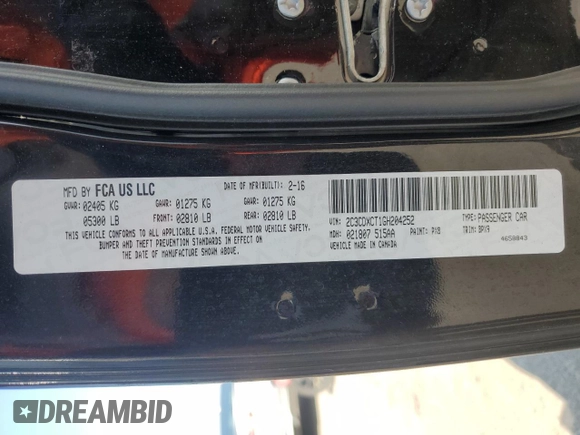 MFD BY FCA US LLC
DATE OF MFR(BUILT): 2-16
GVWR: 02405 KG GAWR: 01275 KG GAWR: 01275 KG
05300 LB FRONT: 02810 LB REAR: 02810 LB
THIS VEHICLE CONFORMS TO ALL
APPLICABLE U.S.A. FEDERAL MOTOR VEHICLE SAFETY,
BUMPER AND THEFT PREVENTION STANDARDS IN EFFECT ON
THE DATE OF MANUFACTURE SHOWN ABOVE.
VIN: 2C3CDXCT1GH204252 TYPE: PASSENGER CAR
MDH: 021807 515AA PAINT: PX8 TRIM: BPX9
VEHICLE MADE IN CANADA 4658843
DREAMBID